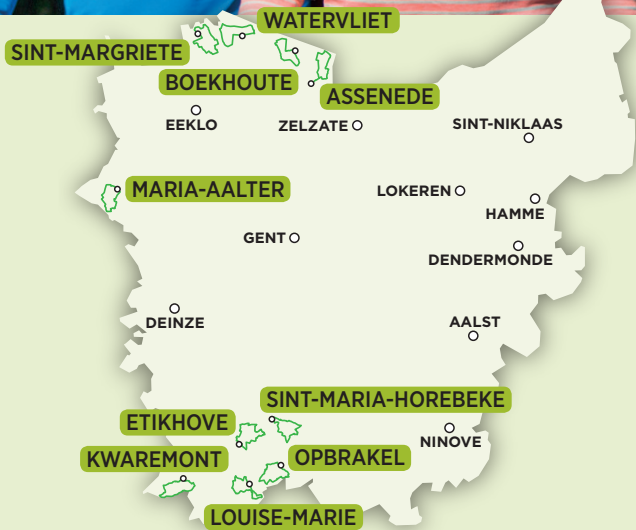 WATERVLIET
SINT-MARGRIETE
BOEKHOUTE
ASSENEDE
EEKLO
ZELZATE
SINT-NIKLAAS
MARIA-AALTER
LOKEREN
HAMME
GENT
DENDERMONDE
DEINZE
AALST
SINT-MARIA-HOREBEKE
ETIKHOVE
NINOVE
KWAREMONT
OPBRAKEL
LOUISE-MARIE